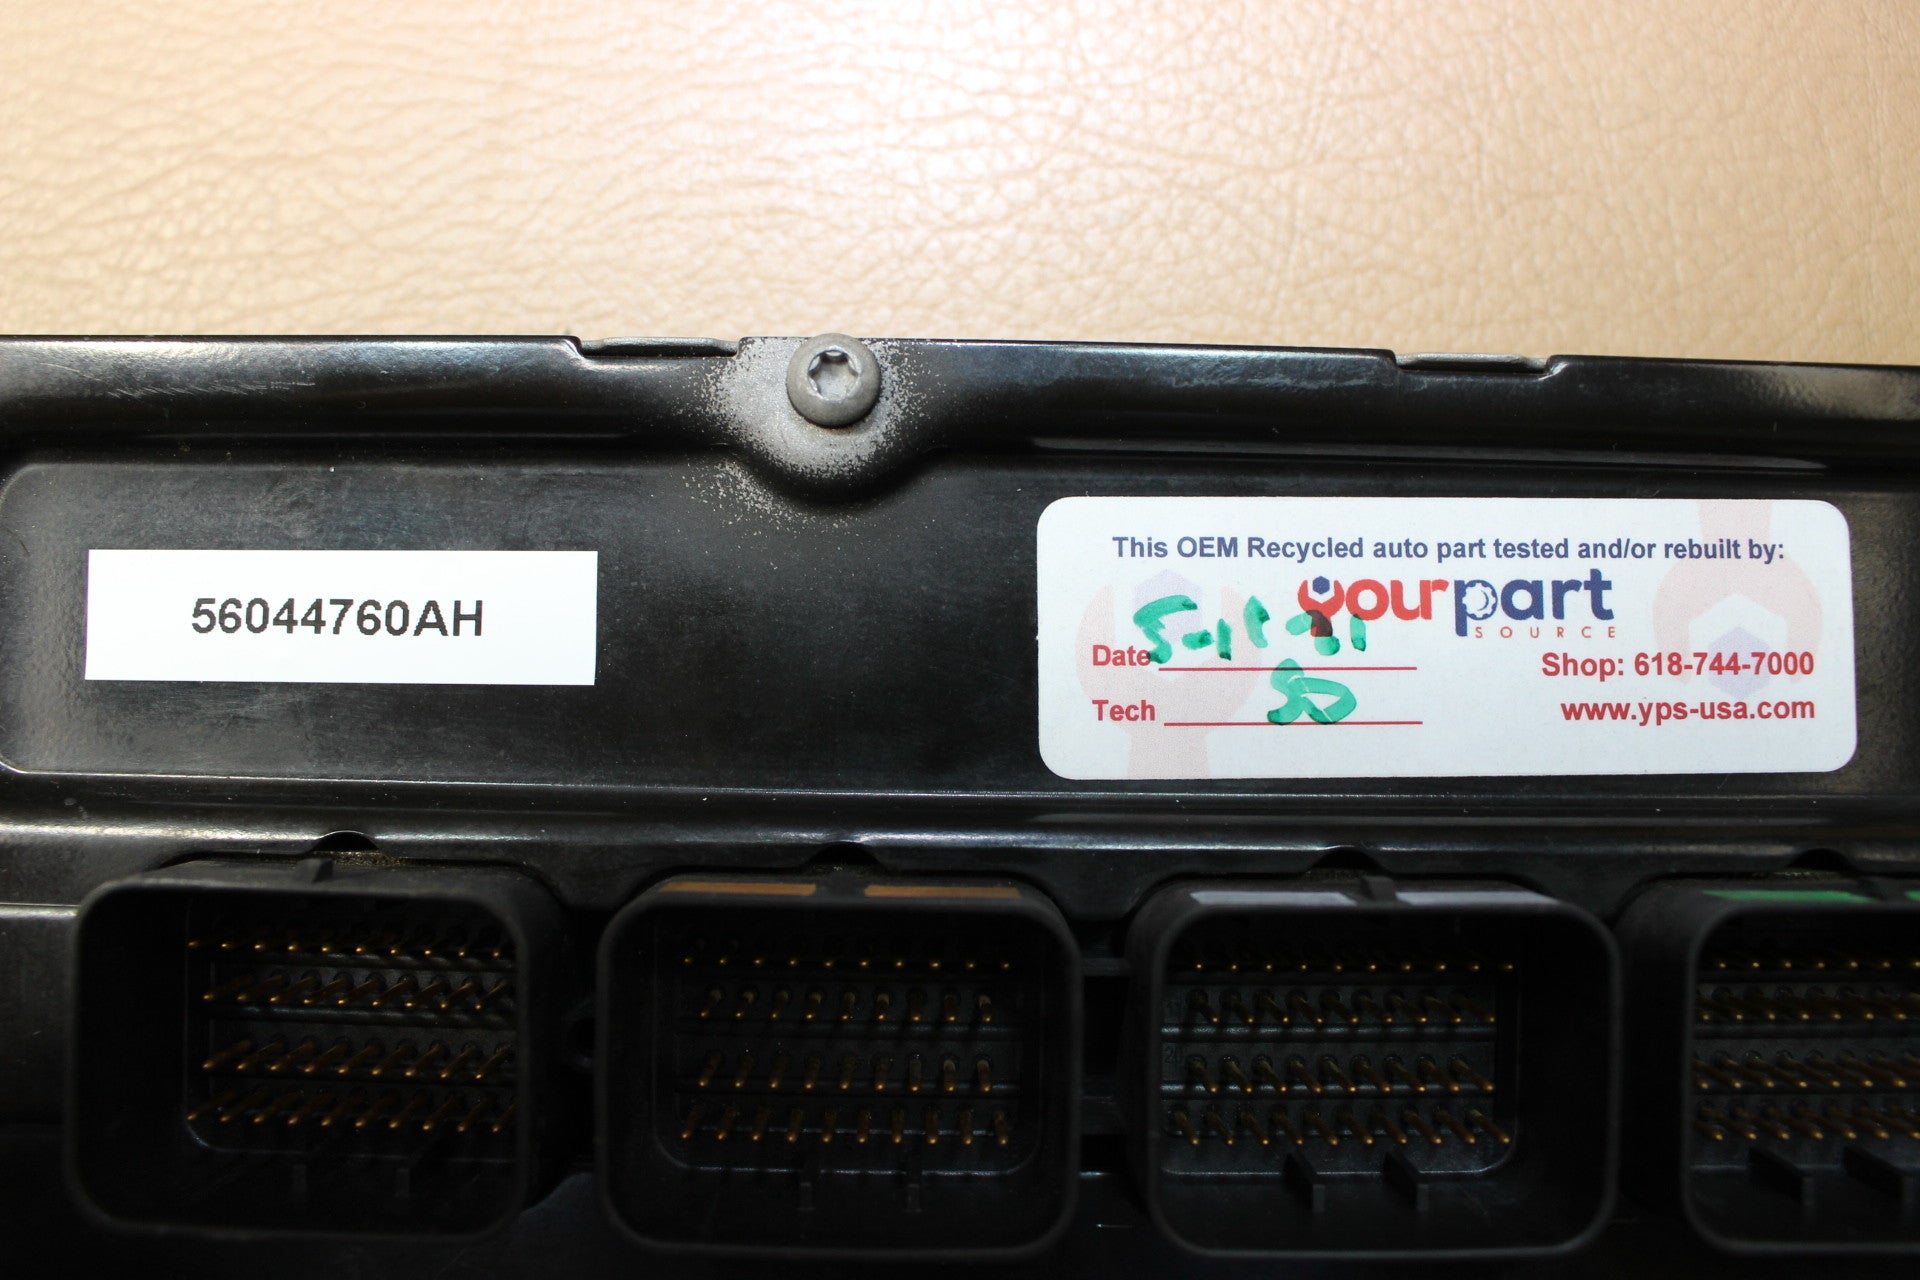 56044760AH
This OEM Recycled auto part tested and/or rebuilt by:
yourpart
SOURCE
Date
Shop: 618-744-7000
Tech
www.yps-usa.com